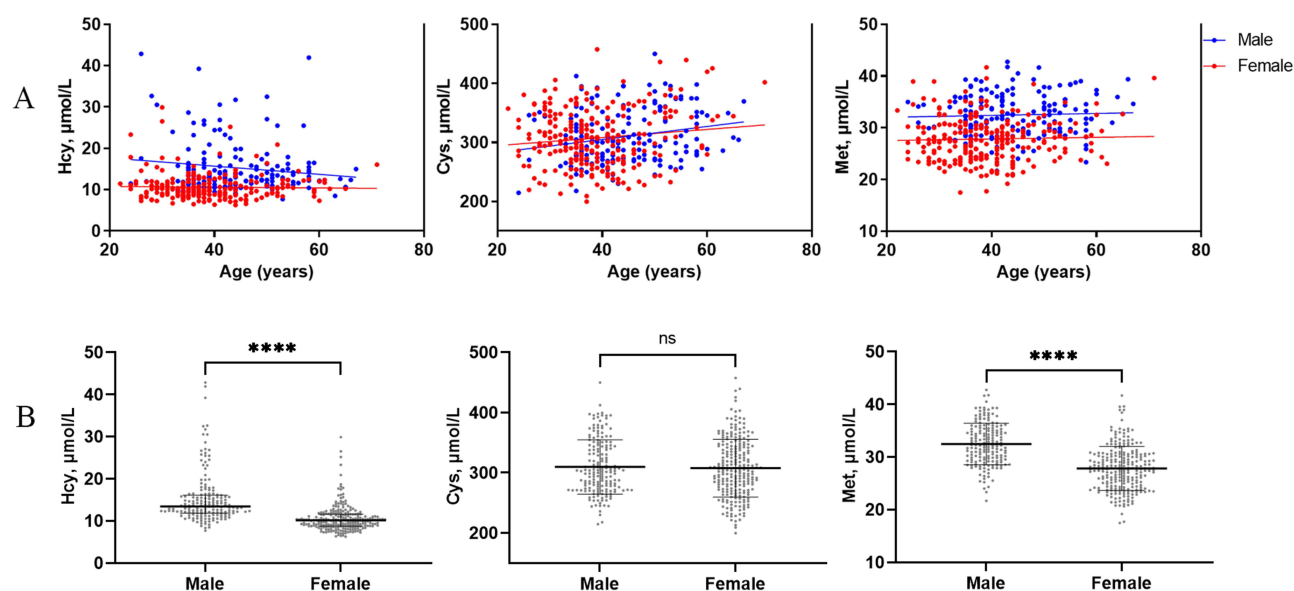 A
Hcy, μmol/L
50
40
30
20
10
0
20 40 60 80
Age (years)
Cys, μmol/L
500
400
300
200
20 40 60 80
Age (years)
Met, μmol/L
50
40
30
20
10
20 40 60 80
Age (years)
Male
Female
B
Hcy, μmol/L
50
40
30
20
10
0
****
Male Female
Cys, μmol/L
500
400
300
200
ns
Male Female
Met, μmol/L
50
40
30
20
10
****
Male Female